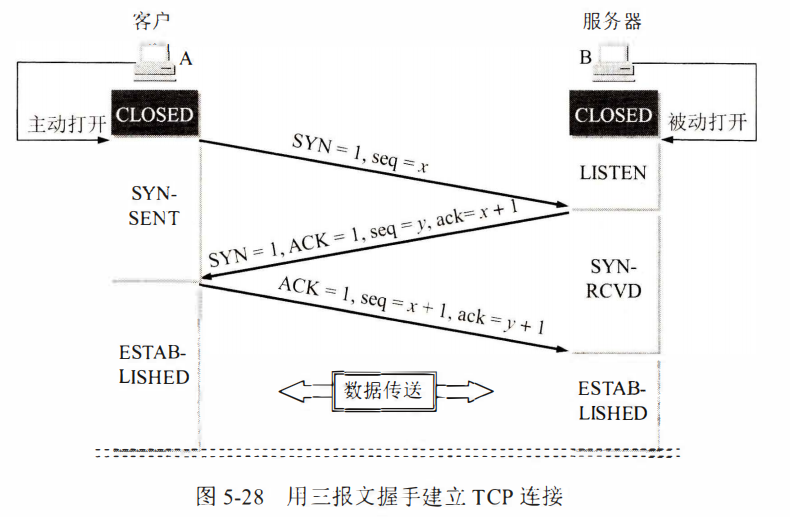 客户
服务器
A
B
CLOSED
CLOSED
主动打开
被动打开
SYN = 1, seq = x
LISTEN
SYN-
SENT
SYN = 1, ACK = 1, seq = y, ack= x + 1
SYN-
RCVD
ACK = 1, seq = x + 1, ack = y + 1
ESTAB-
LISHED
数据传送
ESTAB-
LISHED
图 5-28 用三报文握手建立 TCP 连接